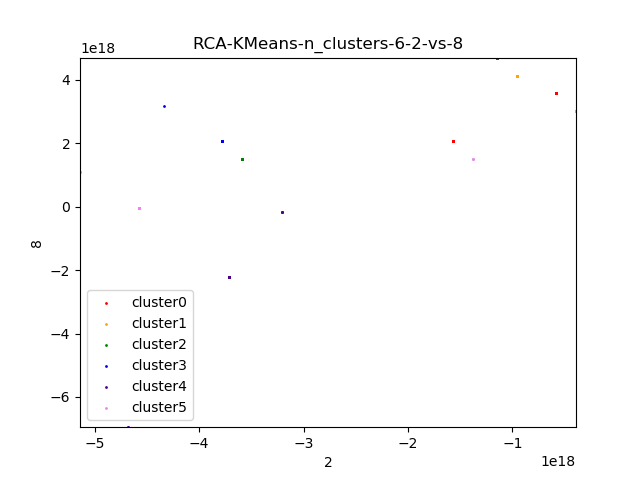 RCA-KMeans-n_clusters-6-2-vs-8
1e18
4
2
0
−2
−4
−6
8
cluster0
cluster1
cluster2
cluster3
cluster4
cluster5
−5 −4 −3 −2 −1
2
1e18